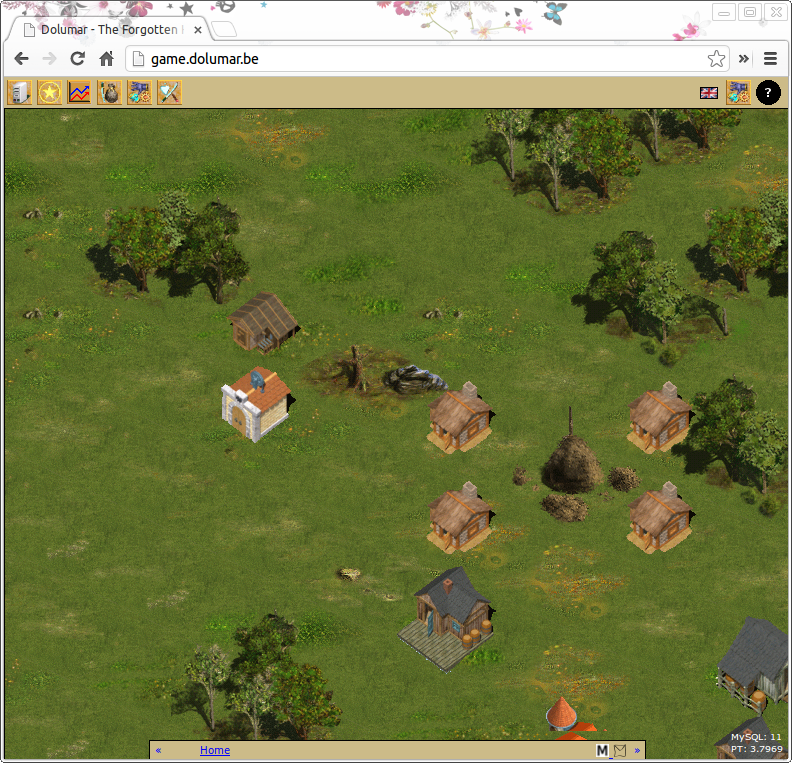 Dolumar - The Forgotten
game.dolumar.be
?
« Home M »
MySQL: 11
PT: 3.7969